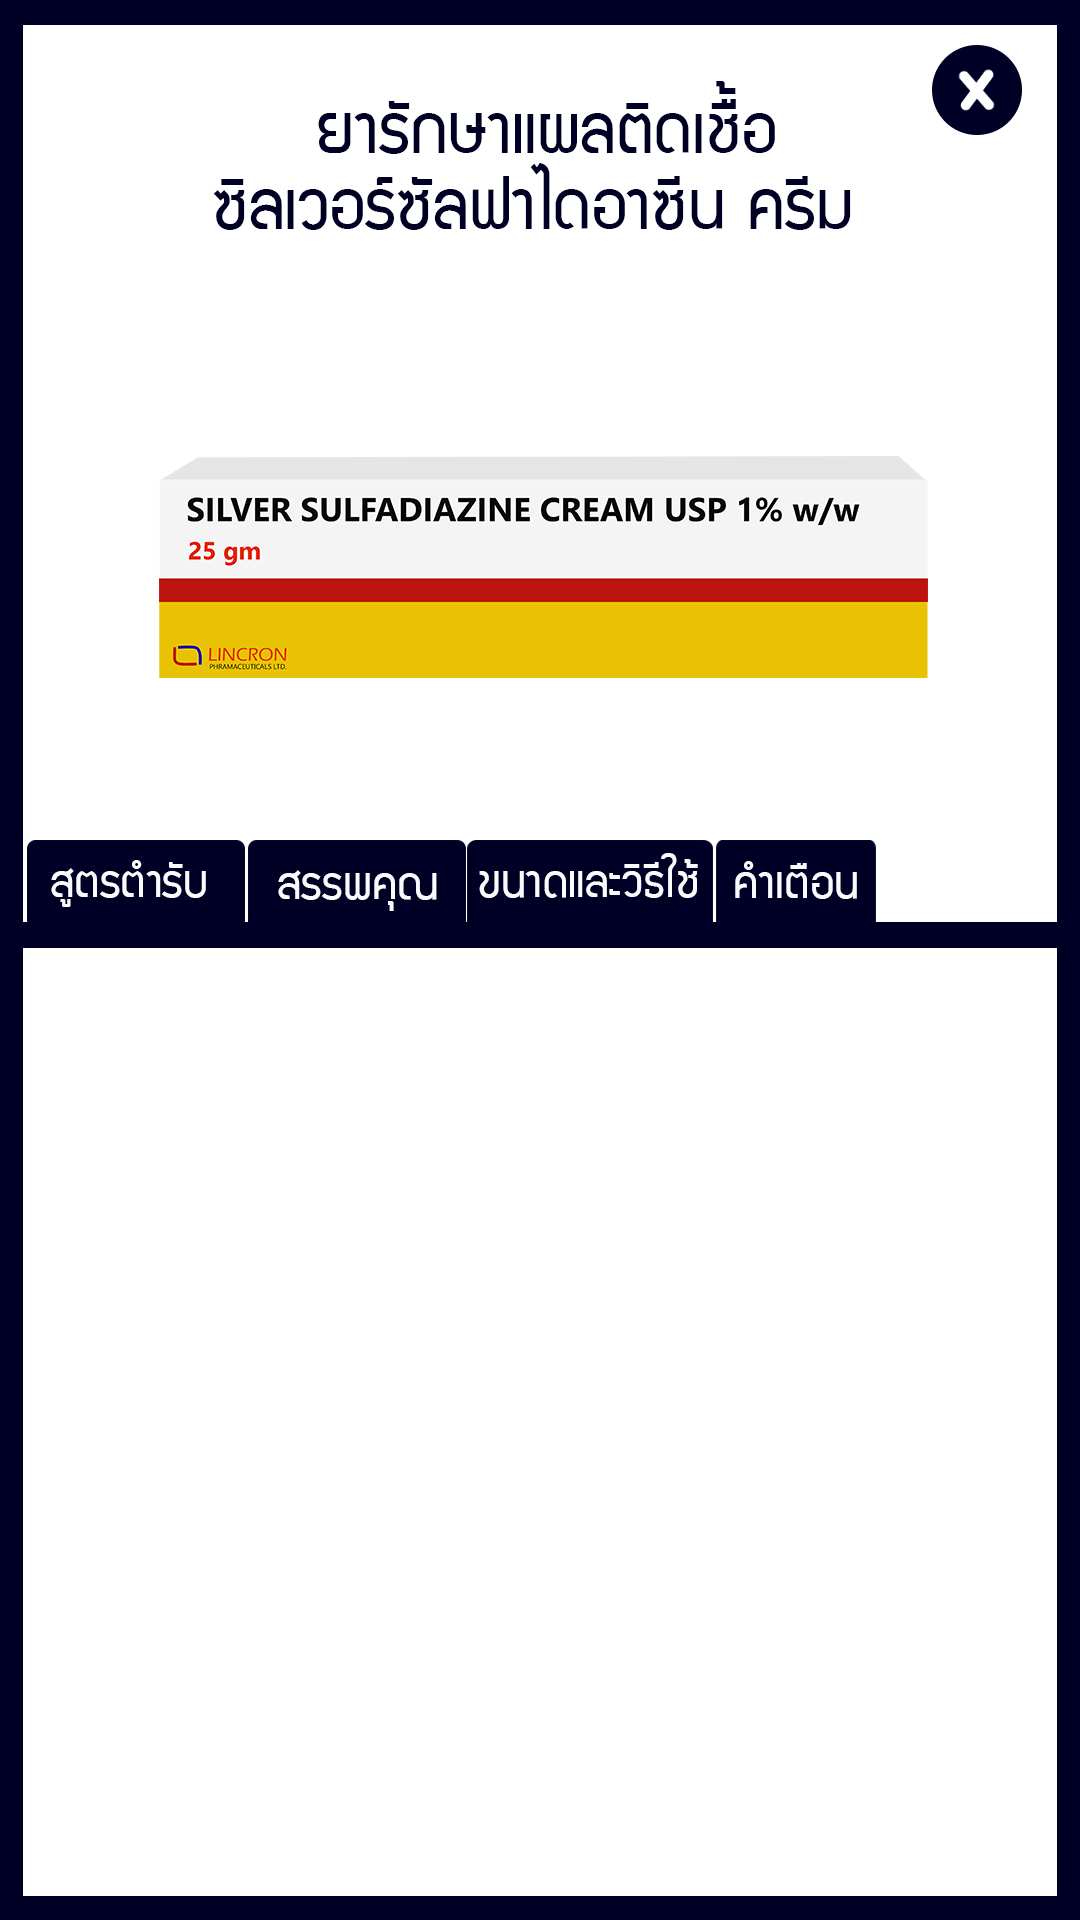 X
ยารักษาแผลติดเชื้อ
ซิลเวอร์ซัลฟาไดอาซีน ครีม
SILVER SULFADIAZINE CREAM USP 1% w/w
25 gm
LINCRON
PHRAMACEUTICALS LTD.
สูตรตำรับ สรรพคุณ ขนาดและวิธีใช้ คำเตือน